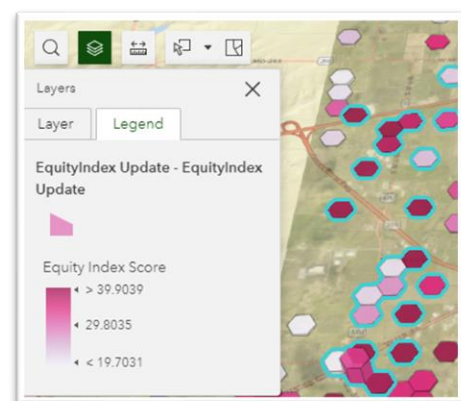 Layers
Layer
Legend
EquityIndex Update - EquityIndex
Update
Equity Index Score
> 39.9039
29.8035
< 19.7031